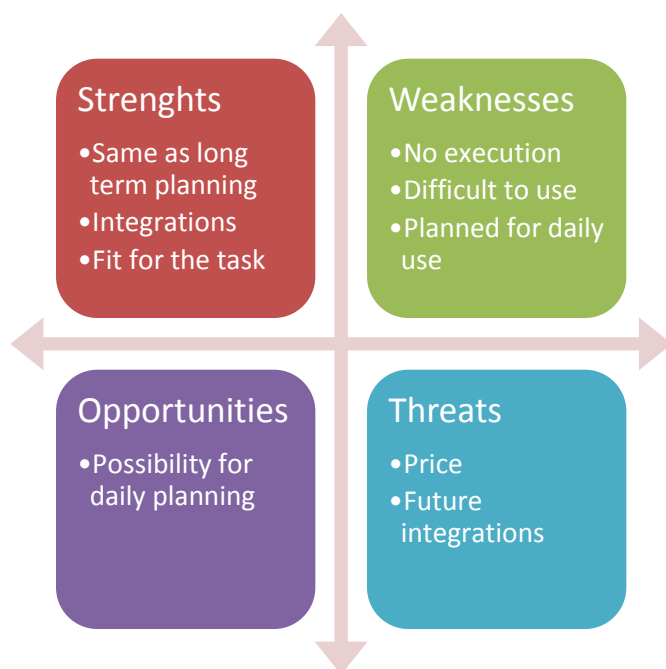 Strenghts
•Same as long
term planning
•Integrations
•Fit for the task
Weaknesses
•No execution
•Difficult to use
•Planned for daily
use
Opportunities
•Possibility for
daily planning
Threats
•Price
•Future
integrations